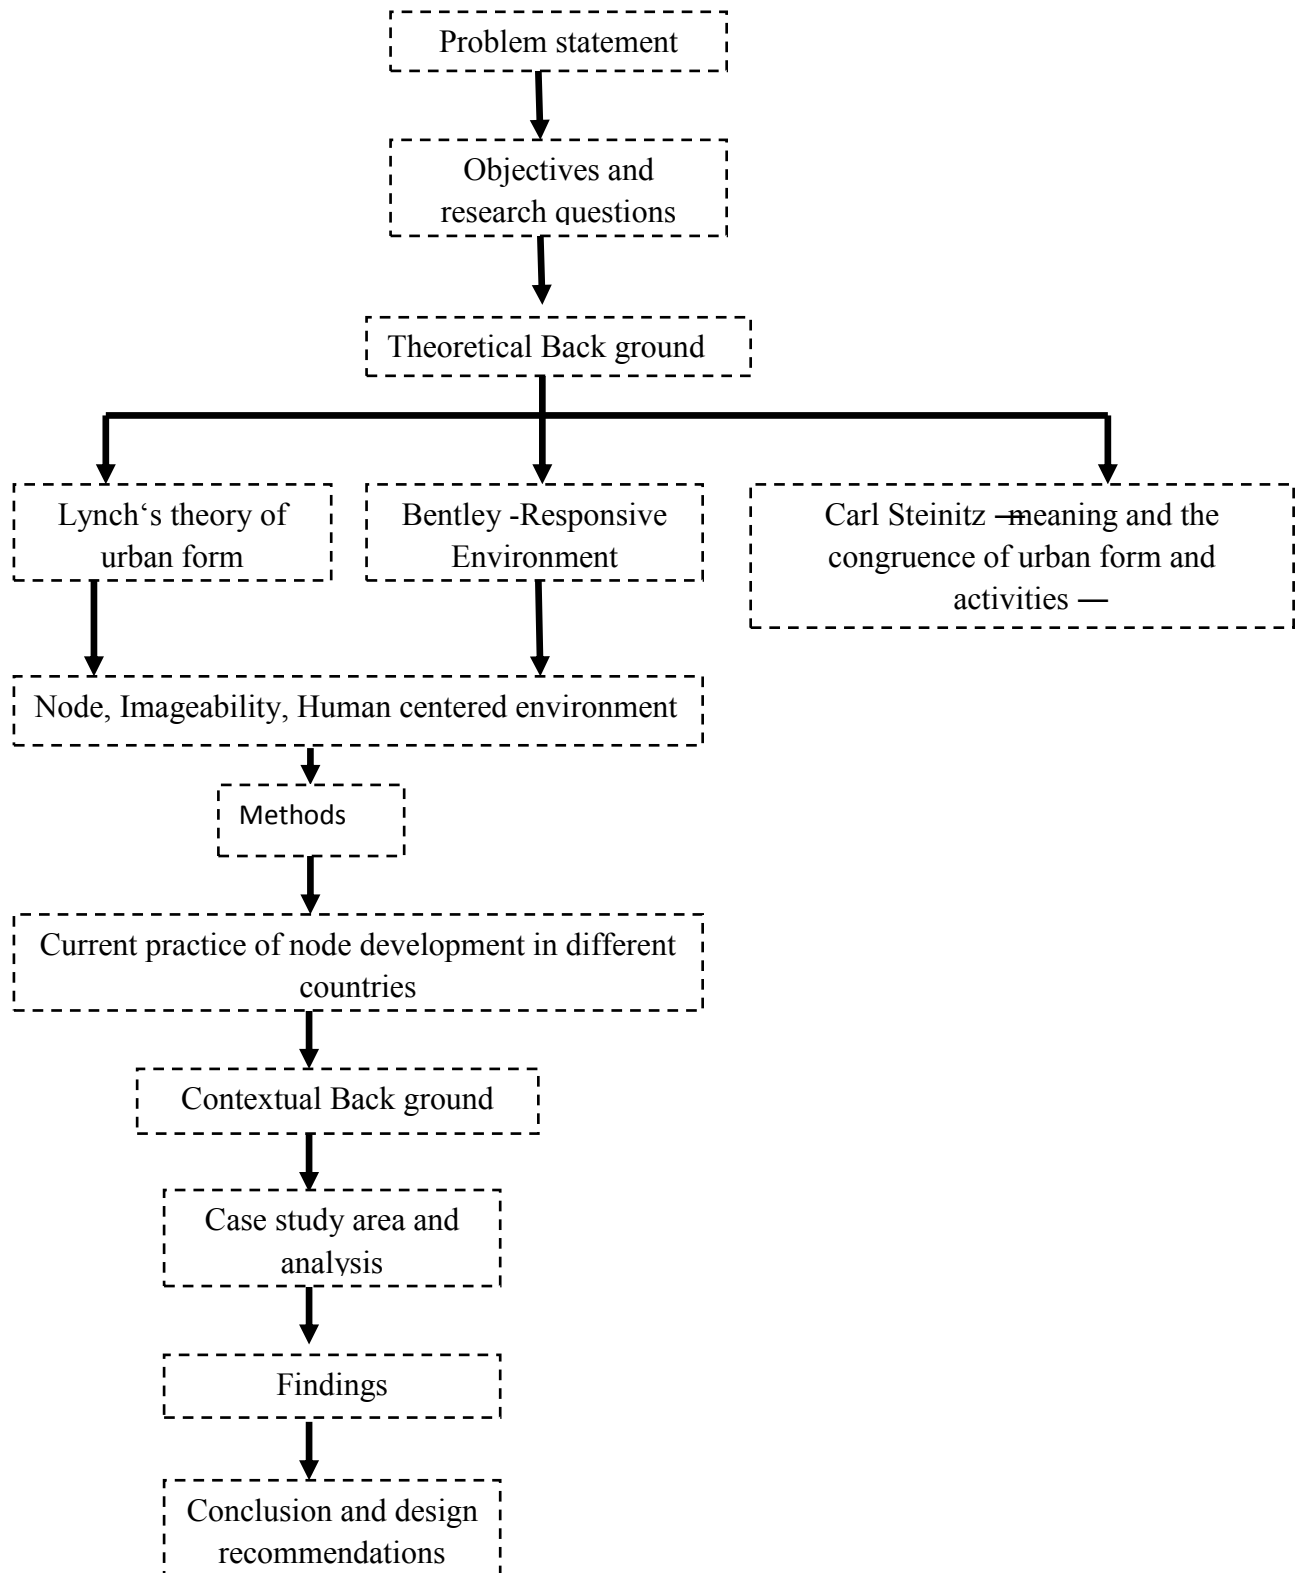 Problem statement
Objectives and
research questions
Theoretical Back ground
Lynch‘s theory of
urban form
Bentley -Responsive
Environment
Carl Steinitz ―meaning and the
congruence of urban form and
activities ―
Node, Imageability, Human centered environment
Methods
Current practice of node development in different
countries
Contextual Back ground
Case study area and
analysis
Findings
Conclusion and design
recommendations